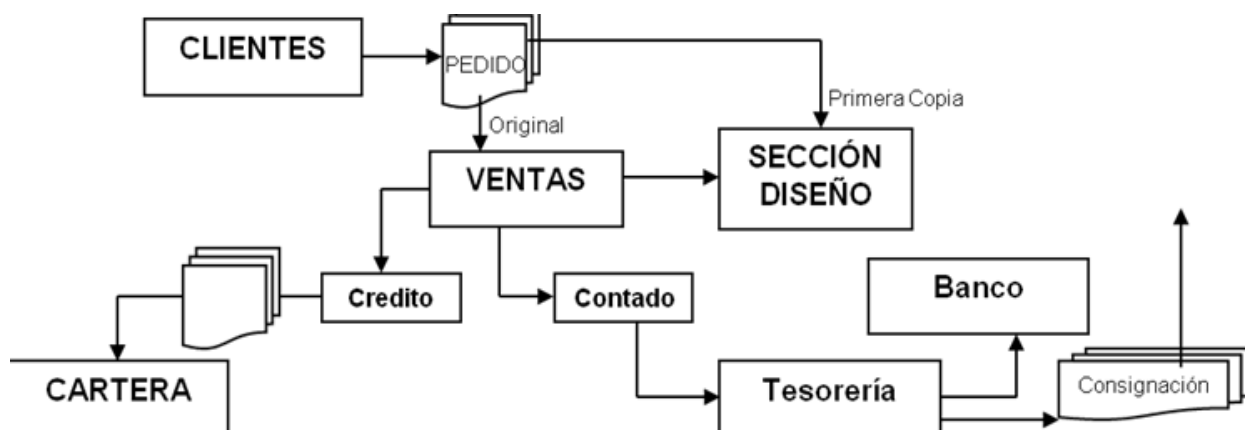 CLIENTES
PEDIDO
Primera Copia
Original
VENTAS
SECCIÓN
DISEÑO
Credito
Contado
Banco
CARTERA
Tesorería
Consignación